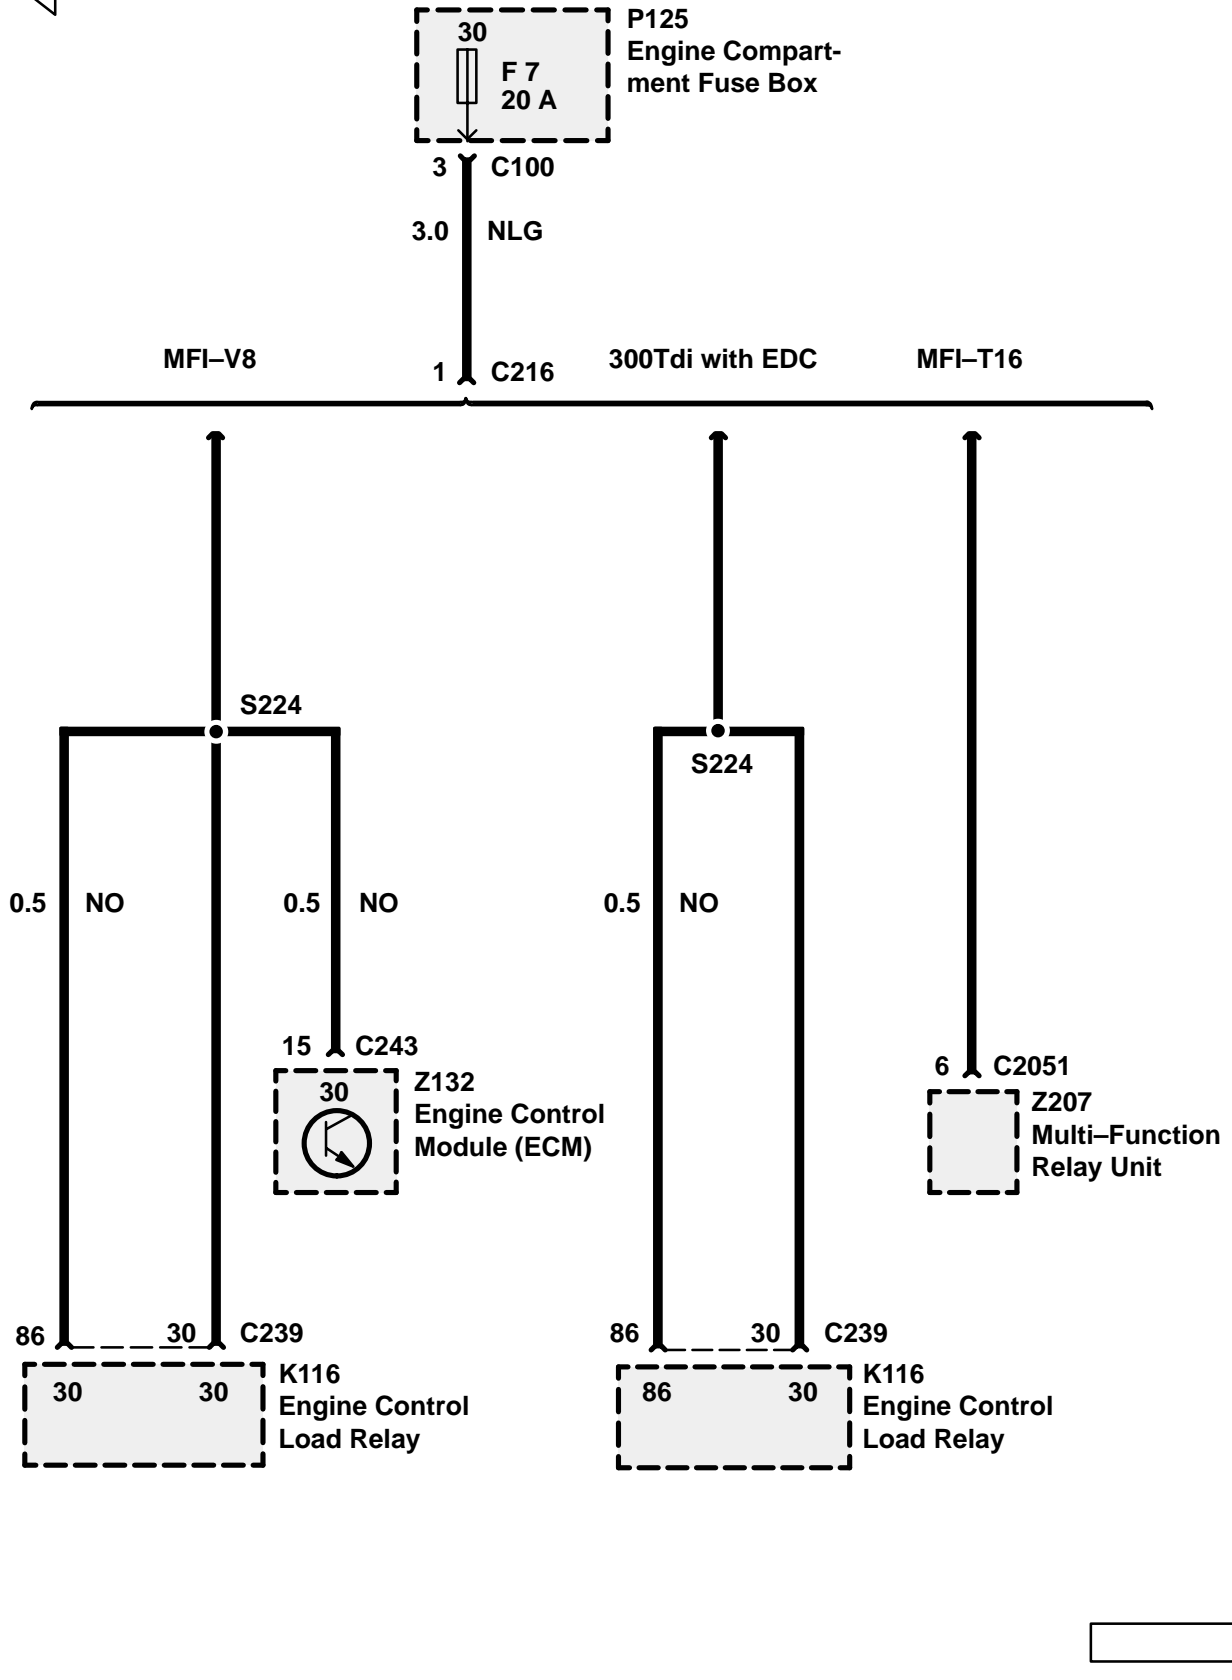 P125
Engine Compart-
ment Fuse Box
30
F 7
20 A
3 C100
3.0 NLG
MFI–V8
1 C216
300Tdi with EDC
MFI–T16
S224
S224
0.5 NO
0.5 NO
0.5 NO
15 C243
30
Z132
Engine Control
Module (ECM)
6 C2051
Z207
Multi–Function
Relay Unit
86 30 C239
30 30
K116
Engine Control
Load Relay
86 30 C239
86 30
K116
Engine Control
Load Relay